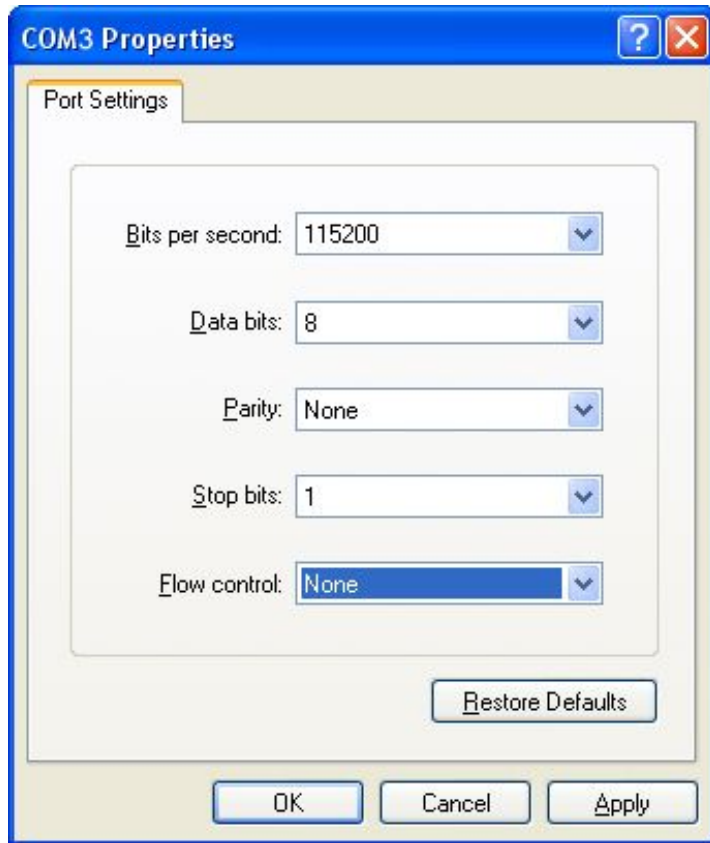 COM3 Properties
Port Settings
Bits per second: 115200
Data bits: 8
Parity: None
Stop bits: 1
Flow control: None
Restore Defaults
OK Cancel Apply